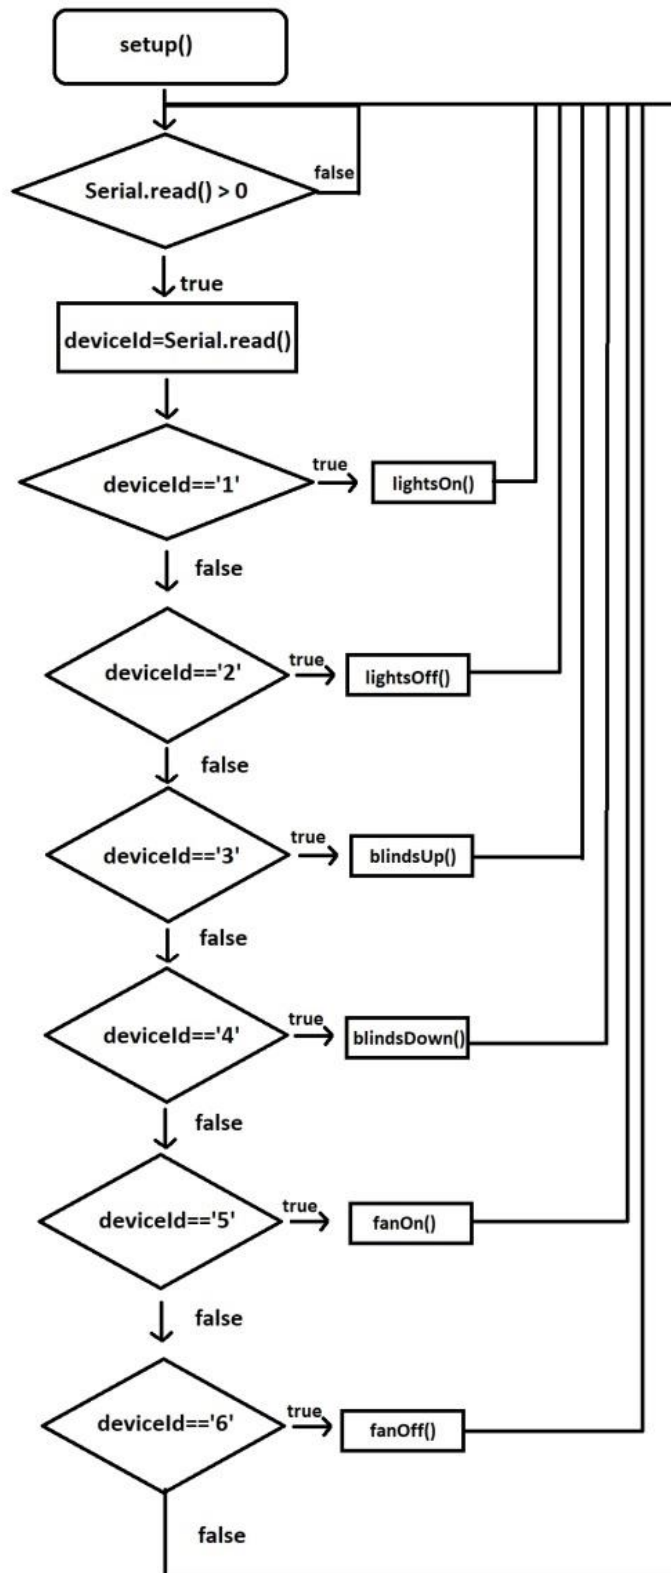 setup()
false
Serial.read() > 0
true
deviceId=Serial.read()
true
deviceId=='1'
lightsOn()
false
true
deviceId=='2'
lightsOff()
false
true
deviceId=='3'
blindsUp()
false
true
deviceId=='4'
blindsDown()
false
true
deviceId=='5'
fanOn()
false
true
deviceId=='6'
fanOff()
false